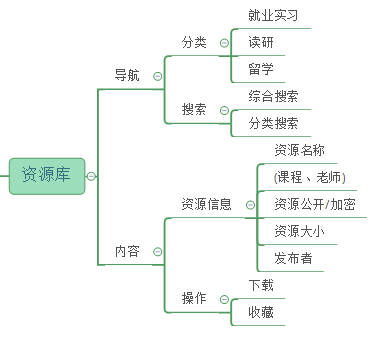 就业实习
分类
读研
导航
留学
搜索
综合搜索
分类搜索
资源库
资源名称
(课程、老师)
资源信息
资源公开/加密
资源大小
内容
发布者
操作
下载
收藏